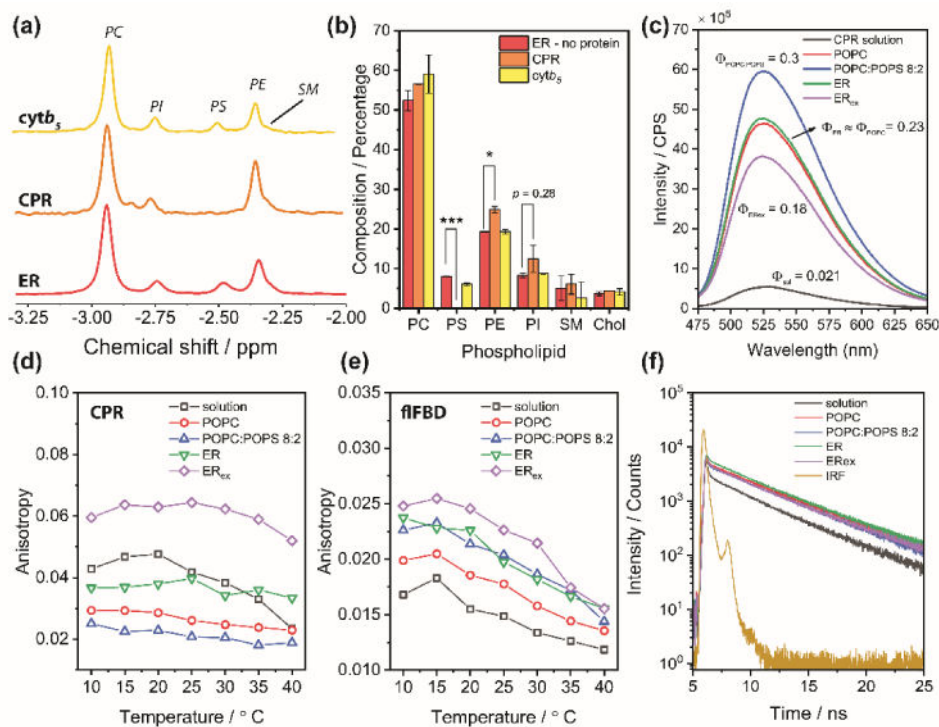 (a)
PC
PI
PS
PE
SM
cytb₅
CPR
ER
-3.25 -3.00 -2.75 -2.50 -2.25 -2.00
Chemical shift / ppm
(b)
ER - no protein
CPR
cytb₅
Composition / Percentage
70
60
50
40
30
20
10
0
***
*
p = 0.28
PC PS PE PI SM Chol
Phospholipid
(c)
× 10⁵
CPR solution
POPC
POPC:POPS 8:2
ER
ERex
Intensity / CPS
70
60
50
40
30
20
10
0
Φ_POPC:POPS = 0.3
Φ_ER ≈ Φ_POPC = 0.23
Φ_ERex = 0.18
Φ_sol = 0.021
475 500 525 550 575 600 625 650
Wavelength (nm)
(d)
CPR
solution
POPC
POPC:POPS 8:2
ER
ERex
Anisotropy
0.10
0.08
0.06
0.04
0.02
10 15 20 25 30 35 40
Temperature / ° C
(e)
flFBD
solution
POPC
POPC:POPS 8:2
ER
ERex
Anisotropy
0.035
0.030
0.025
0.020
0.015
0.010
10 15 20 25 30 35 40
Temperature / ° C
(f)
solution
POPC
POPC:POPS 8:2
ER
ERex
IRF
Intensity / Counts
10⁵
10⁴
10³
10²
10¹
10⁰
5 10 15 20 25
Time / ns